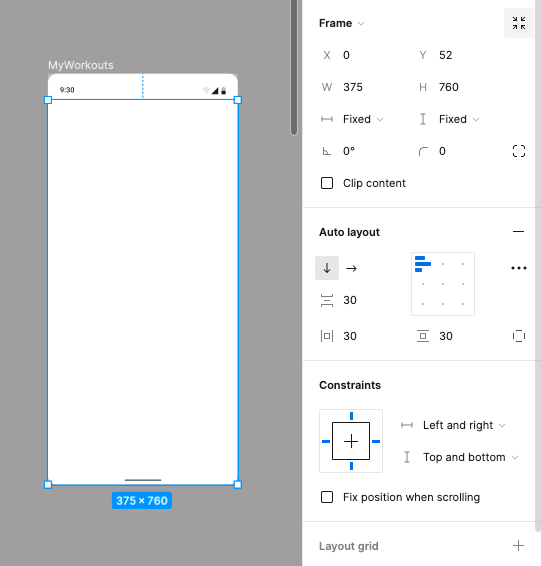 MyWorkouts
9:30
375 × 760
Frame
X 0 Y 52
W 375 H 760
Fixed Fixed
0° 0
Clip content
Auto layout
30
30 30
Constraints
Left and right
Top and bottom
Fix position when scrolling
Layout grid